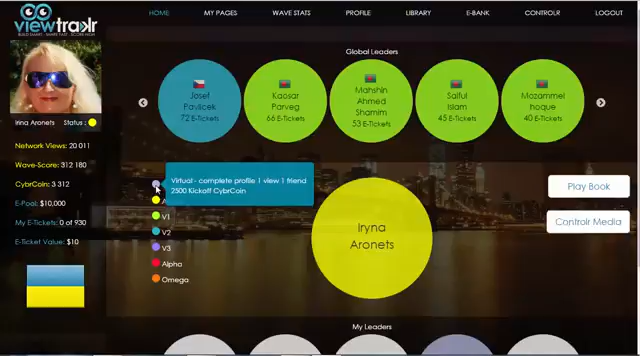 viewtrakr
BUILD SMART - SHARE FAST - SCORE HIGH
HOME MY PAGES WAVE STATS PROFILE LIBRARY E-BANK CONTROLR LOGOUT
Irina Aronets Status :
Network Views: 20 011
Wave-Score: 312 180
CybrCoin: 3 312
E-Pool: $10,000
My E-Tickets: 0 of 930
E-Ticket Value: $10
Global Leaders
Josef
Pavlicek
72 E-Tickets
Kaosar
Parveg
66 E-Tickets
Mahshin
Ahmed
Shamim
53 E-Tickets
Saiful
Islam
45 E-Tickets
Mozammel
hoque
40 E-Tickets
Virtual - complete profile 1 view 1 friend
2500 Kickoff CybrCoin
A
V1
V2
V3
Alpha
Omega
Iryna
Aronets
Play Book
Controlr Media
My Leaders